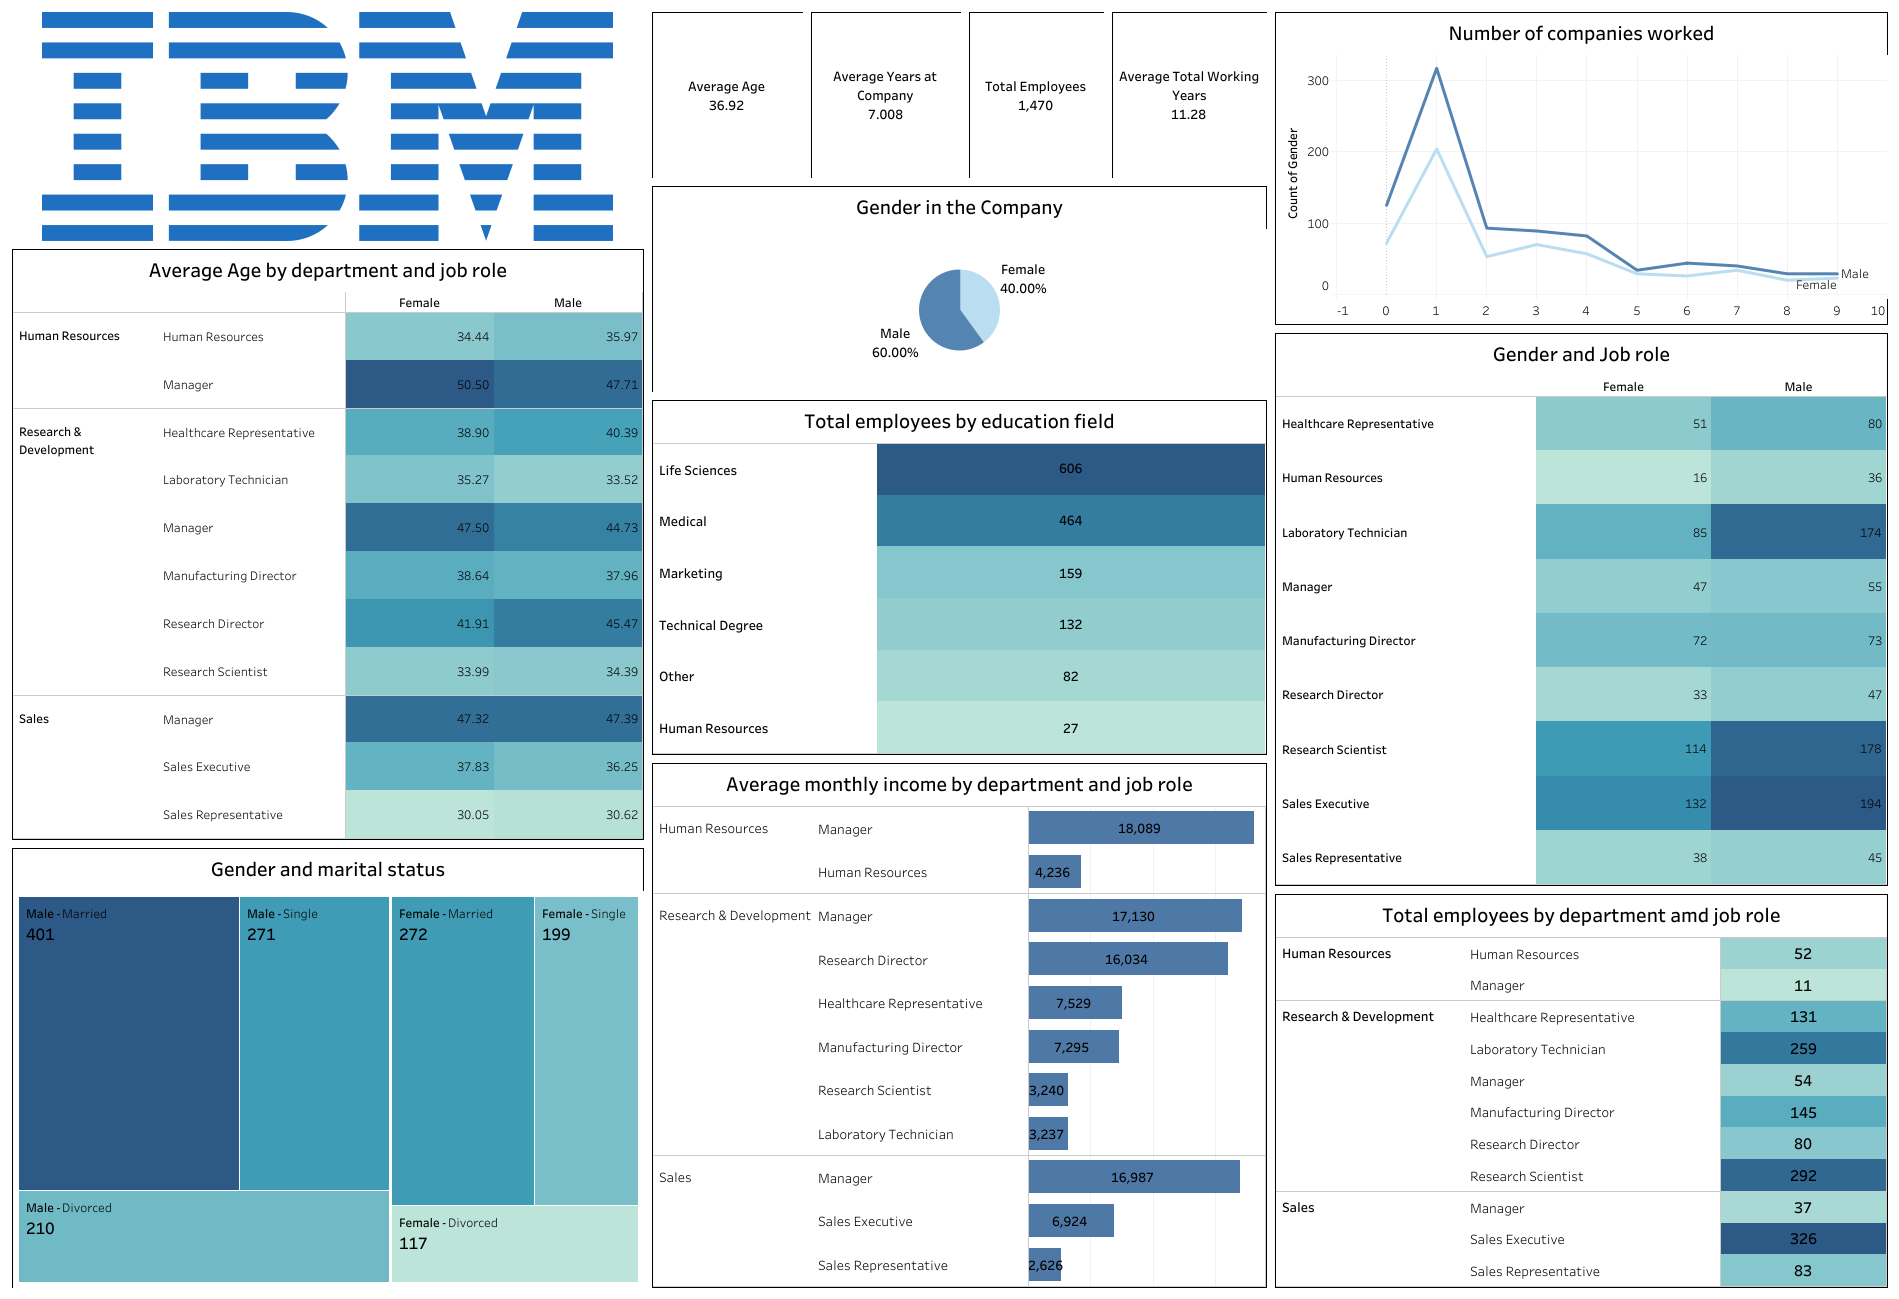 IBM
Average Age
36.92
Average Years at
Company
7.008
Total Employees
1,470
Average Total Working
Years
11.28
Number of companies worked
Count of Gender
300
200
100
0
-1 0 1 2 3 4 5 6 7 8 9 10
Male
Female
Gender in the Company
Female
40.00%
Male
60.00%
Average Age by department and job role
Female Male
Human Resources Human Resources 34.44 35.97
Manager 50.50 47.71
Research &
Development
Healthcare Representative 38.90 40.39
Laboratory Technician 35.27 33.52
Manager 47.50 44.73
Manufacturing Director 38.64 37.96
Research Director 41.91 45.47
Research Scientist 33.99 34.39
Sales Manager 47.32 47.39
Sales Executive 37.83 36.25
Sales Representative 30.05 30.62
Total employees by education field
Life Sciences 606
Medical 464
Marketing 159
Technical Degree 132
Other 82
Human Resources 27
Gender and Job role
Female Male
Healthcare Representative 51 80
Human Resources 16 36
Laboratory Technician 85 174
Manager 47 55
Manufacturing Director 72 73
Research Director 33 47
Research Scientist 114 178
Sales Executive 132 194
Sales Representative 38 45
Gender and marital status
Male - Married
401
Male - Single
271
Female - Married
272
Female - Single
199
Male - Divorced
210
Female - Divorced
117
Average monthly income by department and job role
Human Resources Manager 18,089
Human Resources 4,236
Research & Development Manager 17,130
Research Director 16,034
Healthcare Representative 7,529
Manufacturing Director 7,295
Research Scientist 3,240
Laboratory Technician 3,237
Sales Manager 16,987
Sales Executive 6,924
Sales Representative 2,626
Total employees by department amd job role
Human Resources Human Resources 52
Manager 11
Research & Development Healthcare Representative 131
Laboratory Technician 259
Manager 54
Manufacturing Director 145
Research Director 80
Research Scientist 292
Sales Manager 37
Sales Executive 326
Sales Representative 83